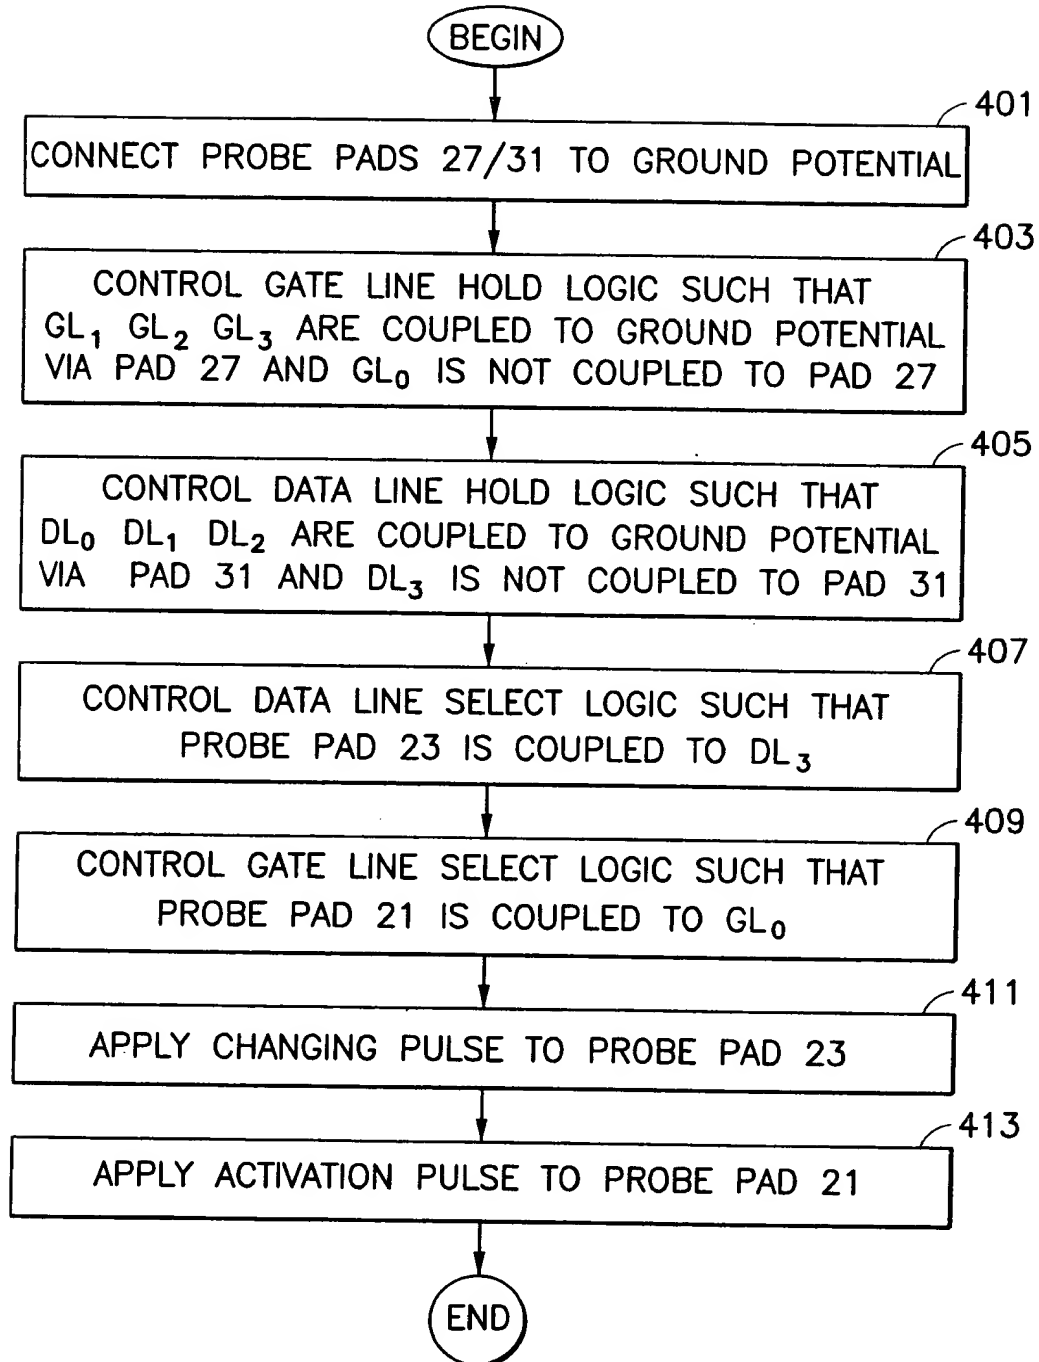 BEGIN
401
CONNECT PROBE PADS 27/31 TO GROUND POTENTIAL
403
CONTROL GATE LINE HOLD LOGIC SUCH THAT
GL₁ GL₂ GL₃ ARE COUPLED TO GROUND POTENTIAL
VIA PAD 27 AND GL₀ IS NOT COUPLED TO PAD 27
405
CONTROL DATA LINE HOLD LOGIC SUCH THAT
DL₀ DL₁ DL₂ ARE COUPLED TO GROUND POTENTIAL
VIA PAD 31 AND DL₃ IS NOT COUPLED TO PAD 31
407
CONTROL DATA LINE SELECT LOGIC SUCH THAT
PROBE PAD 23 IS COUPLED TO DL₃
409
CONTROL GATE LINE SELECT LOGIC SUCH THAT
PROBE PAD 21 IS COUPLED TO GL₀
411
APPLY CHANGING PULSE TO PROBE PAD 23
413
APPLY ACTIVATION PULSE TO PROBE PAD 21
END